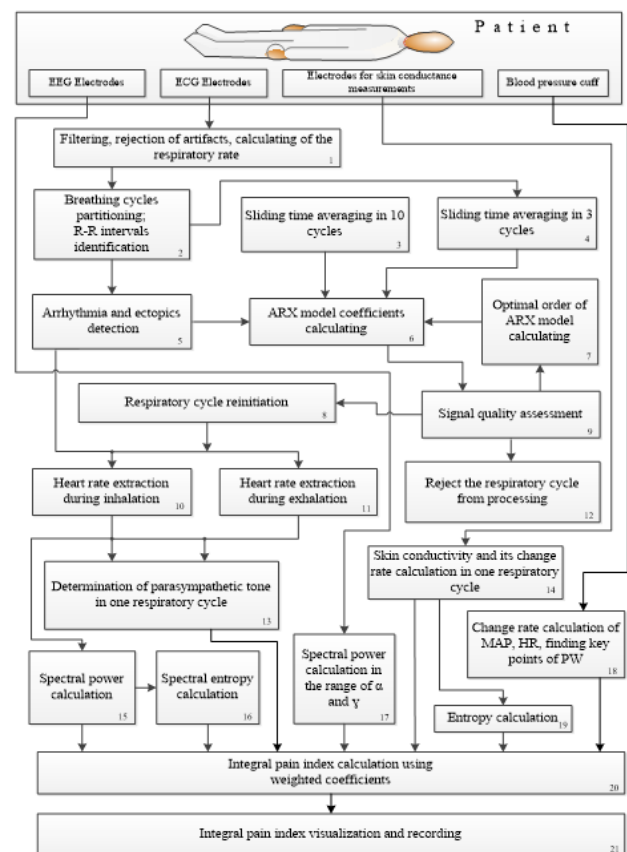 Patient
EEG Electrodes
ECG Electrodes
Electrodes for skin conductance
measurements
Blood pressure cuff
Filtering, rejection of artifacts, calculating of the
respiratory rate
1
Breathing cycles
partitioning;
R-R intervals
identification
2
Sliding time averaging in 10
cycles
3
Sliding time averaging in 3
cycles
4
Arrhythmia and ectopics
detection
5
ARX model coefficients
calculating
6
Optimal order of
ARX model
calculating
7
Respiratory cycle reinitiation
8
Signal quality assessment
9
Heart rate extraction
during inhalation
10
Heart rate extraction
during exhalation
11
Reject the respiratory cycle
from processing
12
Determination of parasympathetic tone
in one respiratory cycle
13
Skin conductivity and its change
rate calculation in one respiratory
cycle
14
Spectral power
calculation
15
Spectral entropy
calculation
16
Spectral power
calculation in
the range of α
and γ
17
Change rate calculation of
MAP, HR, finding key
points of PW
18
Entropy calculation
19
Integral pain index calculation using
weighted coefficients
20
Integral pain index visualization and recording
21